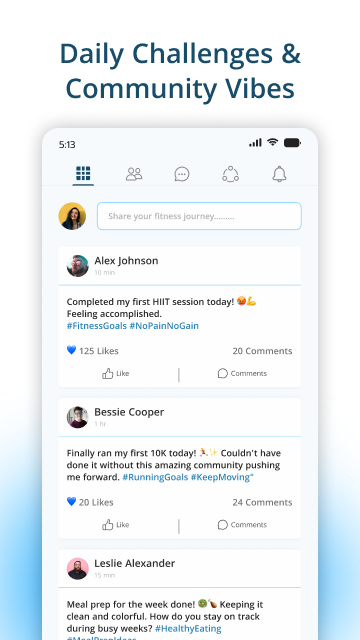 Daily Challenges &
Community Vibes
5:13
Share your fitness journey.........
Alex Johnson
10 min
Completed my first HIIT session today! 🥵💪
Feeling accomplished.
#FitnessGoals #NoPainNoGain
125 Likes
20 Comments
Like
Comments
Bessie Cooper
1 hr
Finally ran my first 10K today! 🏃✨ Couldn't have
done it without this amazing community pushing
me forward. #RunningGoals #KeepMoving"
20 Likes
24 Comments
Like
Comments
Leslie Alexander
15 min
Meal prep for the week done! 🥗🍗 Keeping it
clean and colorful. How do you stay on track
during busy weeks? #HealthyEating
#MealPrepIdeas